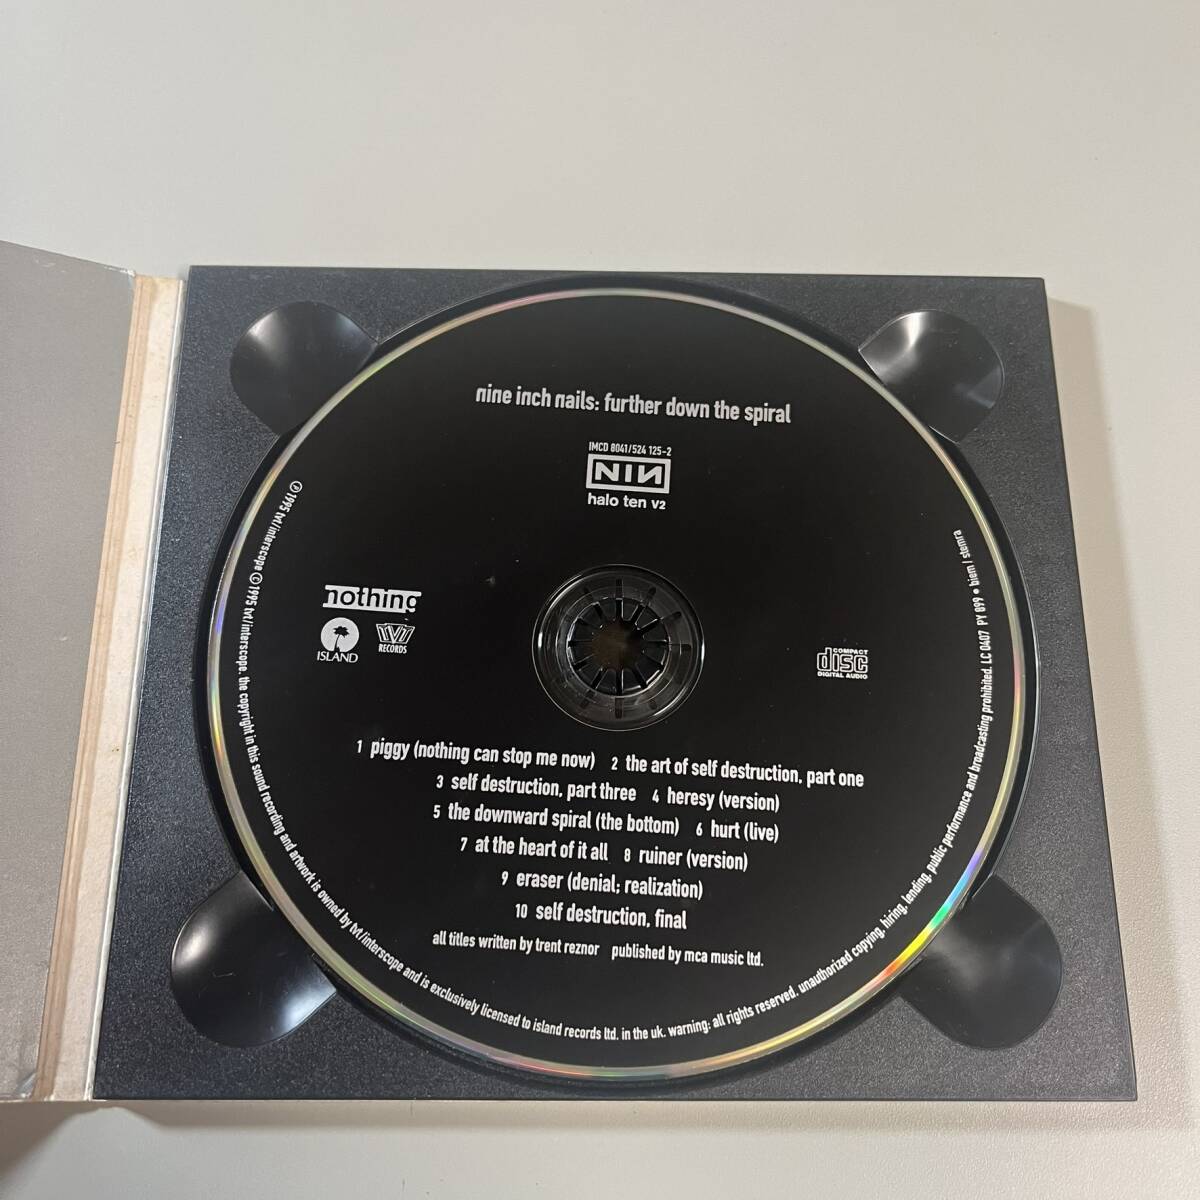 nine inch nails: further down the spiral
IMCD 8041/524 125-2
NIN
halo ten v2
nothing
ISLAND
TVT
RECORDS
COMPACT
disc
DIGITAL AUDIO
1 piggy (nothing can stop me now) 2 the art of self destruction, part one
3 self destruction, part three 4 heresy (version)
5 the downward spiral (the bottom) 6 hurt (live)
7 at the heart of it all 8 ruiner (version)
9 eraser (denial; realization)
10 self destruction, final
all titles written by trent reznor published by mca music ltd.
℗ 1995 tvt/interscope © 1995 tvt/interscope. the copyright in this sound recording and artwork is owned by tvt/interscope and is exclusively licensed to island records ltd. in the uk. warning: all rights reserved. unauthorized copying, hiring, lending, public performance and broadcasting prohibited. LC 0407 PY 899 • biem / stemra